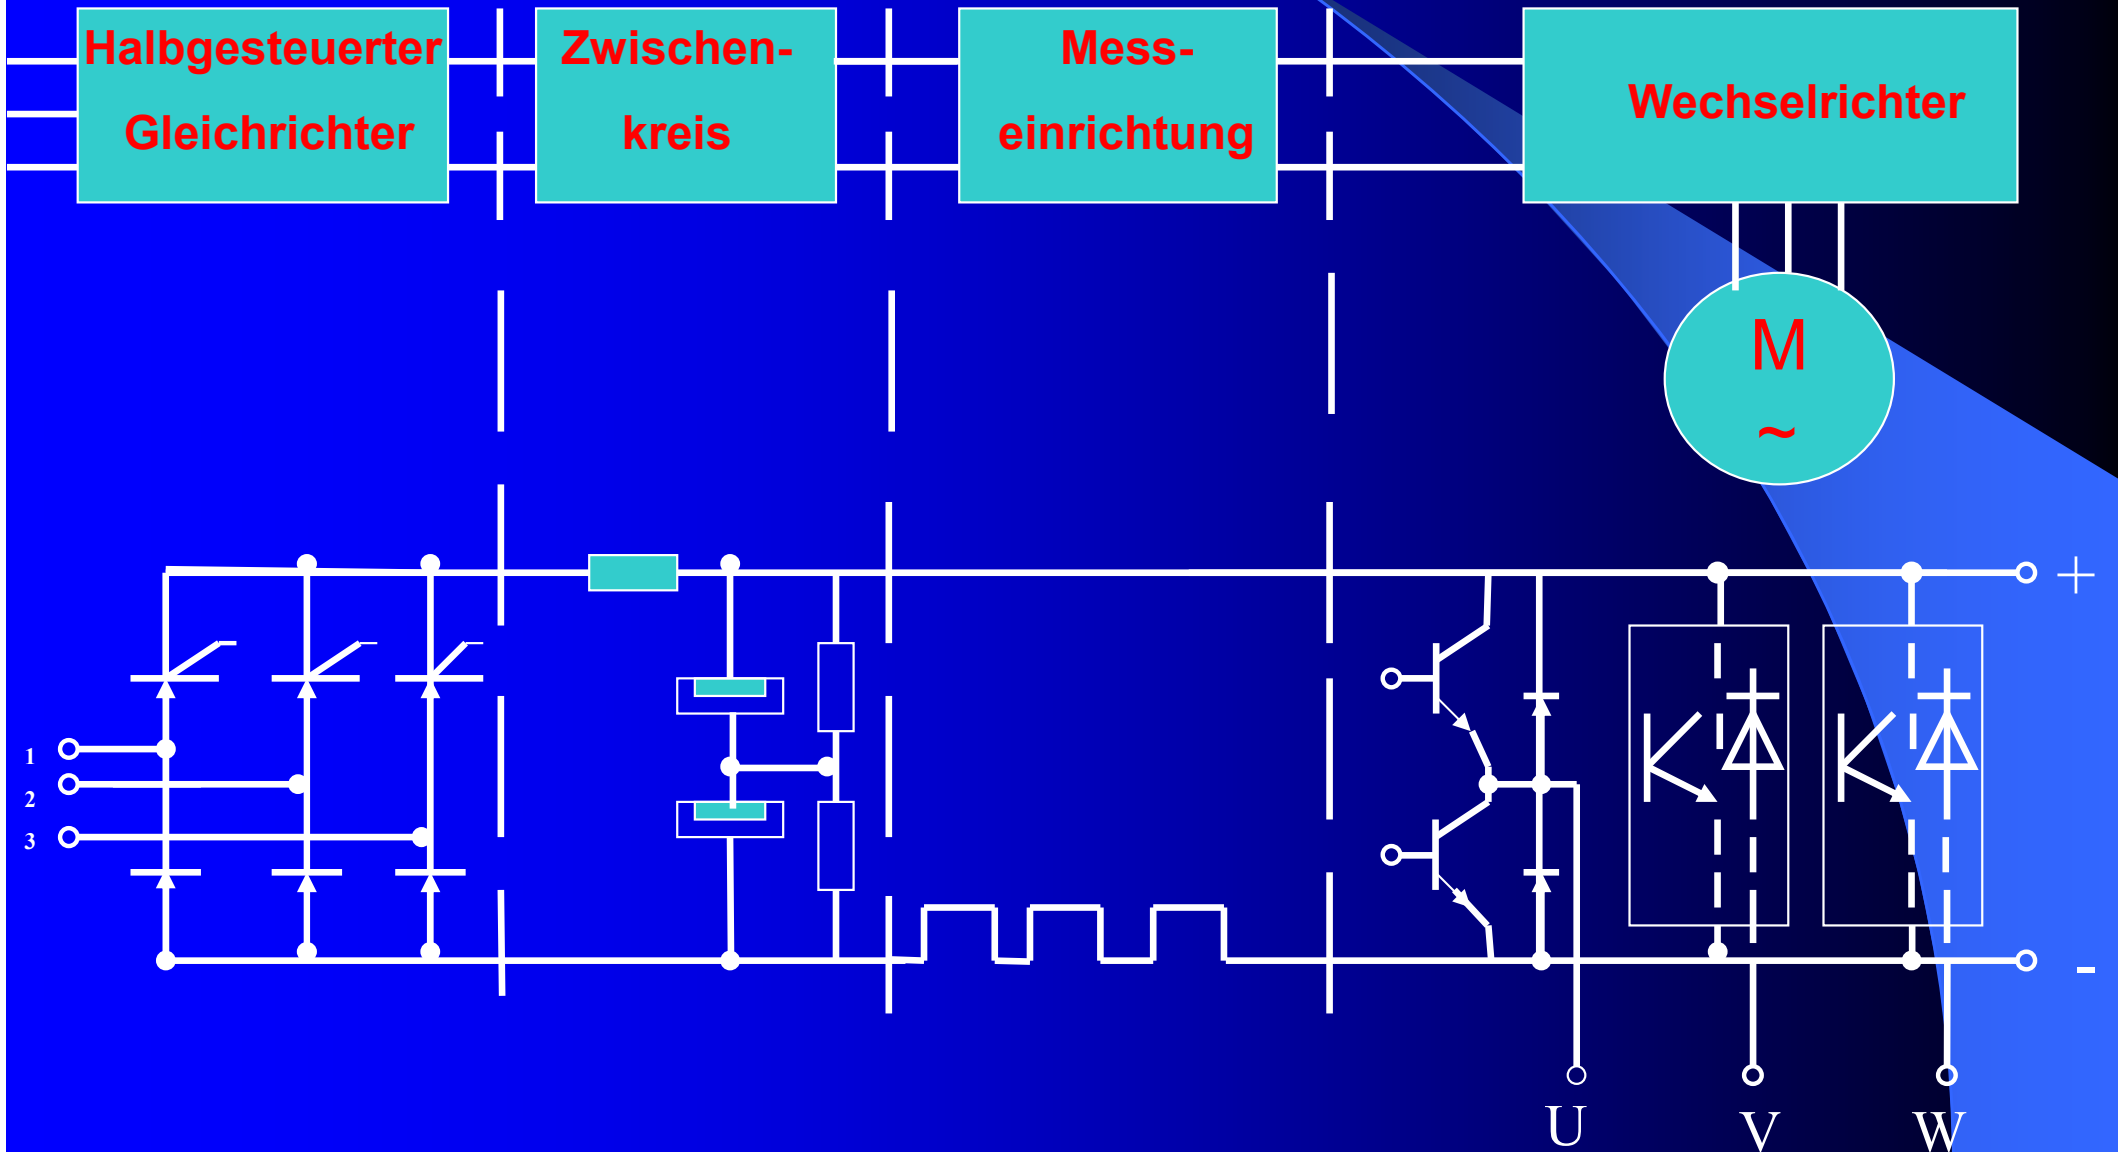 Halbgesteuerter
Gleichrichter
Zwischen-
kreis
Mess-
einrichtung
Wechselrichter
M
~
+
1
2
3
-
U
V
W